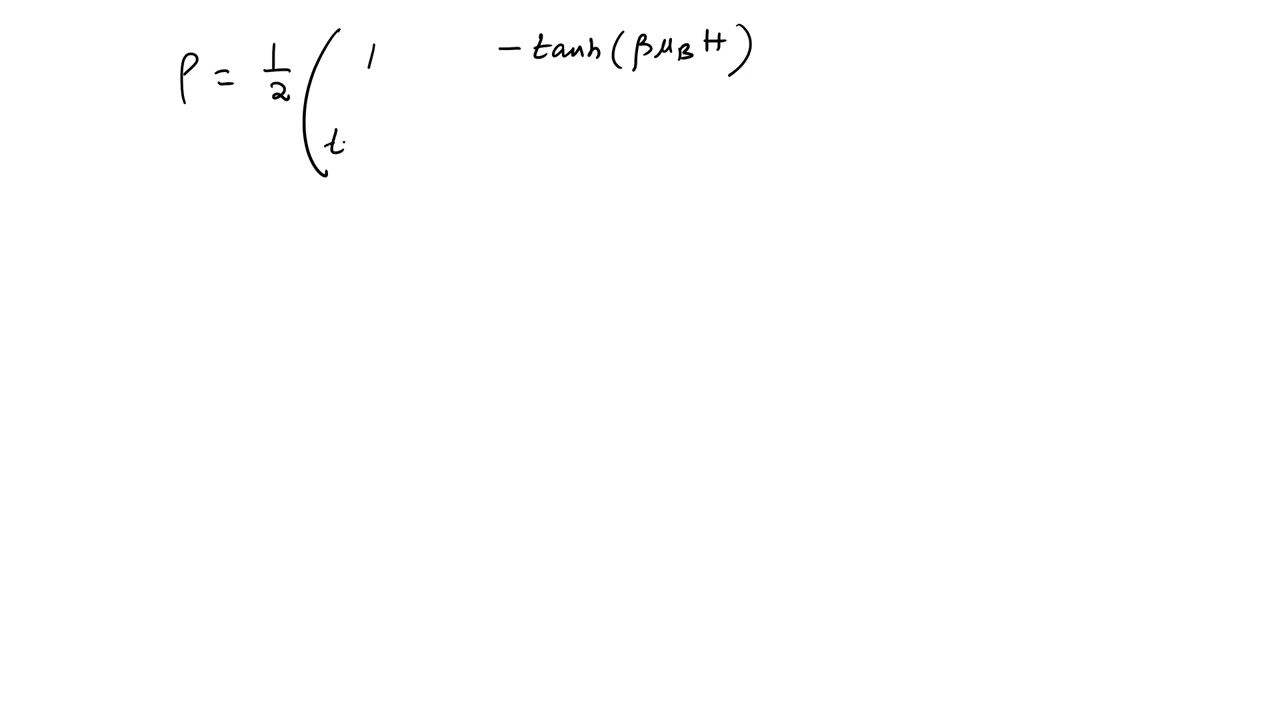 ρ = 1/2 ( 1 - tanh(βμ_B H)
t